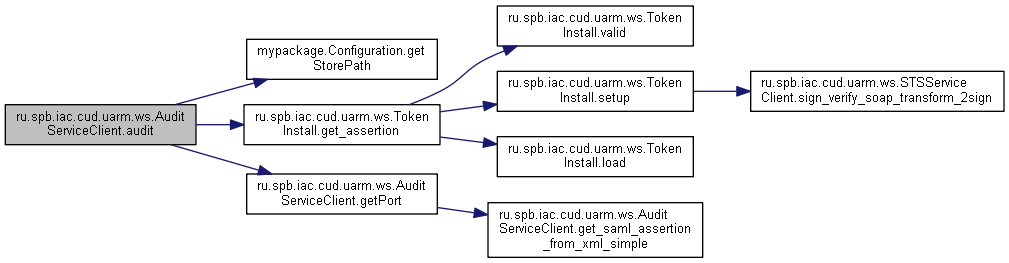 ru.spb.iac.cud.uarm.ws.Audit
ServiceClient.audit
mypackage.Configuration.get
StorePath
ru.spb.iac.cud.uarm.ws.Token
Install.get_assertion
ru.spb.iac.cud.uarm.ws.Audit
ServiceClient.getPort
ru.spb.iac.cud.uarm.ws.Token
Install.valid
ru.spb.iac.cud.uarm.ws.Token
Install.setup
ru.spb.iac.cud.uarm.ws.Token
Install.load
ru.spb.iac.cud.uarm.ws.Audit
ServiceClient.get_saml_assertion
_from_xml_simple
ru.spb.iac.cud.uarm.ws.STSService
Client.sign_verify_soap_transform_2sign